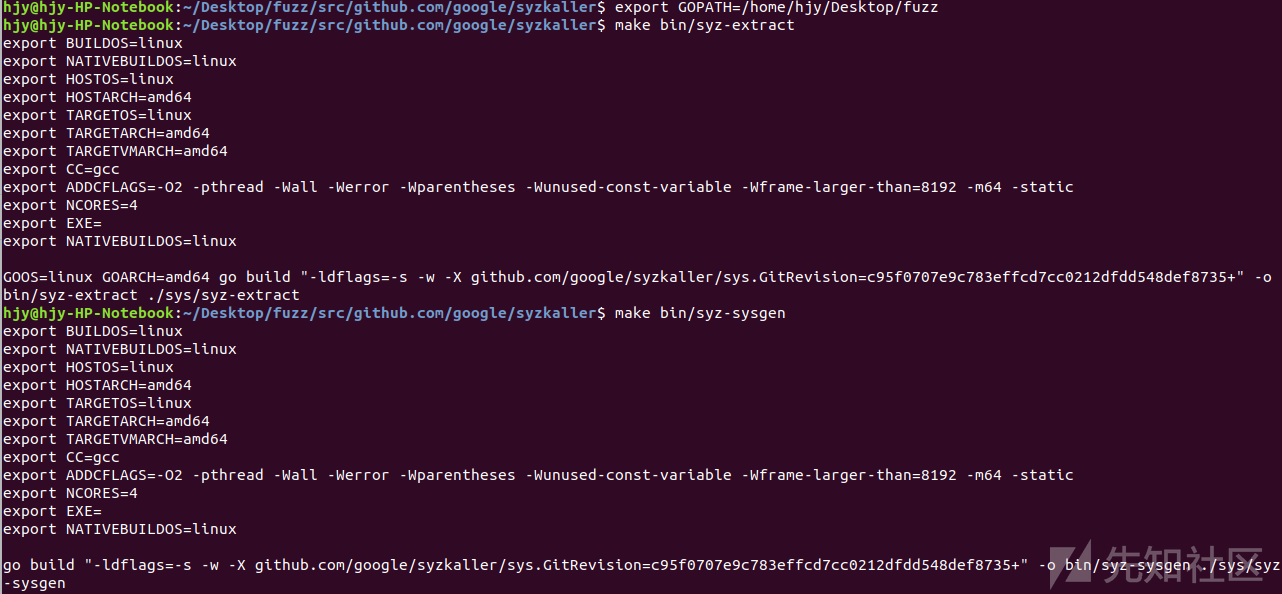 hjy@hjy-HP-Notebook:~/Desktop/fuzz/src/github.com/google/syzkaller$ export GOPATH=/home/hjy/Desktop/fuzz
hjy@hjy-HP-Notebook:~/Desktop/fuzz/src/github.com/google/syzkaller$ make bin/syz-extract
export BUILDOS=linux
export NATIVEBUILDOS=linux
export HOSTOS=linux
export HOSTARCH=amd64
export TARGETOS=linux
export TARGETARCH=amd64
export TARGETVMARCH=amd64
export CC=gcc
export ADDCFLAGS=-O2 -pthread -Wall -Werror -Wparentheses -Wunused-const-variable -Wframe-larger-than=8192 -m64 -static
export NCORES=4
export EXE=
export NATIVEBUILDOS=linux
GOOS=linux GOARCH=amd64 go build "-ldflags=-s -w -X github.com/google/syzkaller/sys.GitRevision=c95f0707e9c783effcd7cc0212dfdd548def8735+" -o
bin/syz-extract ./sys/syz-extract
hjy@hjy-HP-Notebook:~/Desktop/fuzz/src/github.com/google/syzkaller$ make bin/syz-sysgen
export BUILDOS=linux
export NATIVEBUILDOS=linux
export HOSTOS=linux
export HOSTARCH=amd64
export TARGETOS=linux
export TARGETARCH=amd64
export TARGETVMARCH=amd64
export CC=gcc
export ADDCFLAGS=-O2 -pthread -Wall -Werror -Wparentheses -Wunused-const-variable -Wframe-larger-than=8192 -m64 -static
export NCORES=4
export EXE=
export NATIVEBUILDOS=linux
go build "-ldflags=-s -w -X github.com/google/syzkaller/sys.GitRevision=c95f0707e9c783effcd7cc0212dfdd548def8735+" -o bin/syz-sysgen ./sys/syz
-sysgen
先知社区